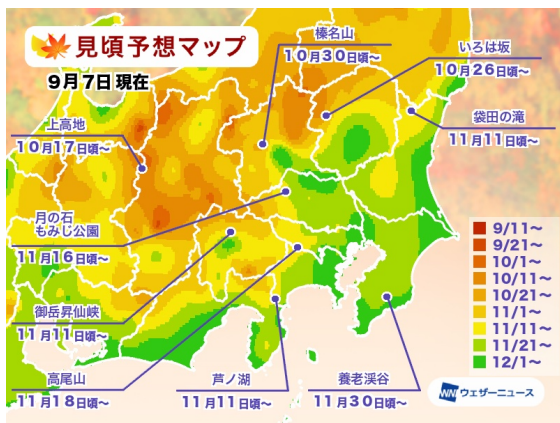 見頃予想マップ
9月7日現在
榛名山
10月30日頃〜
いろは坂
10月26日頃〜
袋田の滝
11月11日頃〜
上高地
10月17日頃〜
月の石
もみじ公園
11月16日頃〜
御岳昇仙峡
11月11日頃〜
高尾山
11月18日頃〜
芦ノ湖
11月11日頃〜
養老渓谷
11月30日頃〜
9/11〜
9/21〜
10/1〜
10/11〜
10/21〜
11/1〜
11/11〜
11/21〜
12/1〜
WNI ウェザーニュース